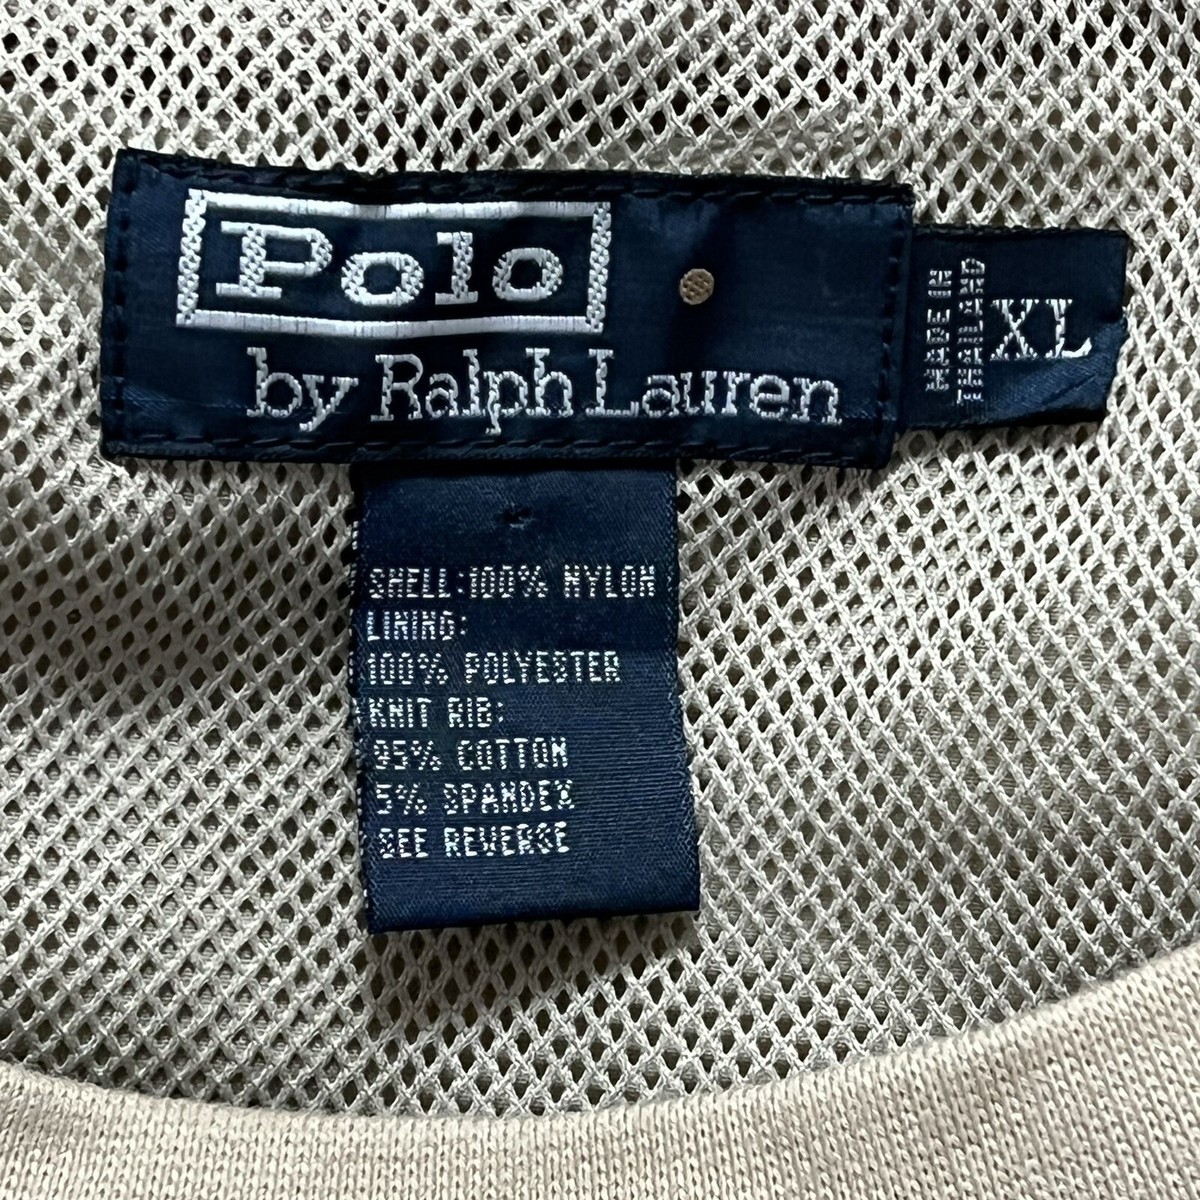 Polo
by Ralph Lauren
MADE IN
THAILAND
XL
SHELL:100% NYLON
LINING:
100% POLYESTER
KNIT RIB:
95% COTTON
5% SPANDEX
SEE REVERSE